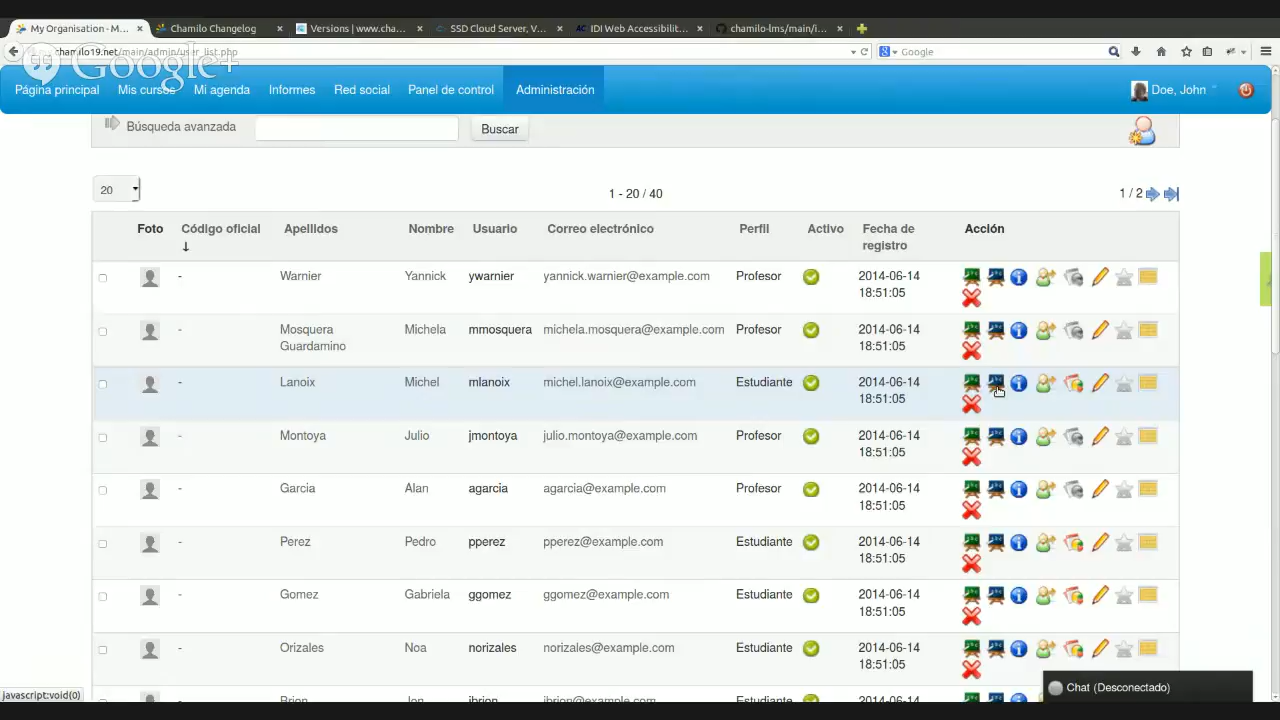 My Organisation - M...
Chamilo Changelog
Versions | www.cha...
SSD Cloud Server, V...
IDI Web Accessibilit...
chamilo-lms/main/i...
chamilo19.net/main/admin/user_list.php
Google
Google+
Página principal
Mis cursos
Mi agenda
Informes
Red social
Panel de control
Administración
Doe, John
Búsqueda avanzada
Buscar
20
1 - 20 / 40
1 / 2
Foto Código oficial Apellidos Nombre Usuario Correo electrónico Perfil Activo Fecha de registro Acción
- Warnier Yannick ywarnier yannick.warnier@example.com Profesor 2014-06-14
18:51:05
- Mosquera Michela mmosquera michela.mosquera@example.com Profesor 2014-06-14
Guardamino 18:51:05
- Lanoix Michel mlanoix michel.lanoix@example.com Estudiante 2014-06-14
18:51:05
- Montoya Julio jmontoya julio.montoya@example.com Profesor 2014-06-14
18:51:05
- Garcia Alan agarcia agarcia@example.com Profesor 2014-06-14
18:51:05
- Perez Pedro pperez pperez@example.com Estudiante 2014-06-14
18:51:05
- Gomez Gabriela ggomez ggomez@example.com Estudiante 2014-06-14
18:51:05
- Orizales Noa norizales norizales@example.com Estudiante 2014-06-14
18:51:05
javascript:void(0)
Chat (Desconectado)